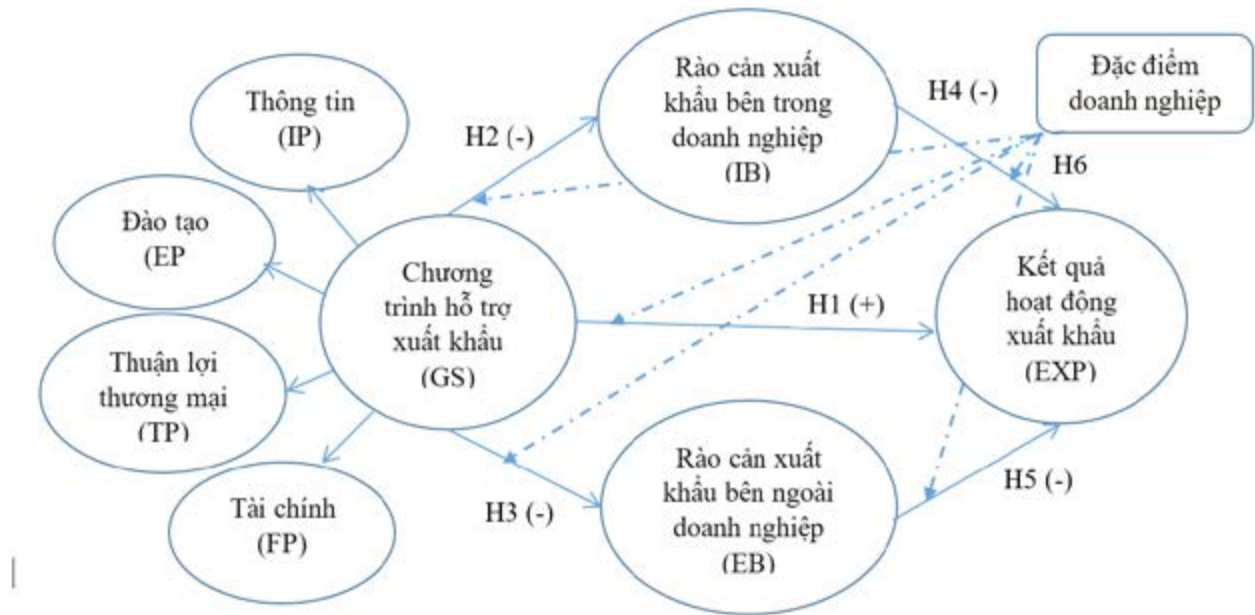 Thông tin
(IP)
Đào tạo
(EP
Thuận lợi
thương mại
(TP)
Tài chính
(FP)
Chương
trình hỗ trợ
xuất khẩu
(GS)
H2 (-)
Rào cản xuất
khẩu bên trong
doanh nghiệp
(IB)
H4 (-)
Đặc điểm
doanh nghiệp
H6
H1 (+)
Kết quả
hoạt động
xuất khẩu
(EXP)
H3 (-)
Rào cản xuất
khẩu bên ngoài
doanh nghiệp
(EB)
H5 (-)